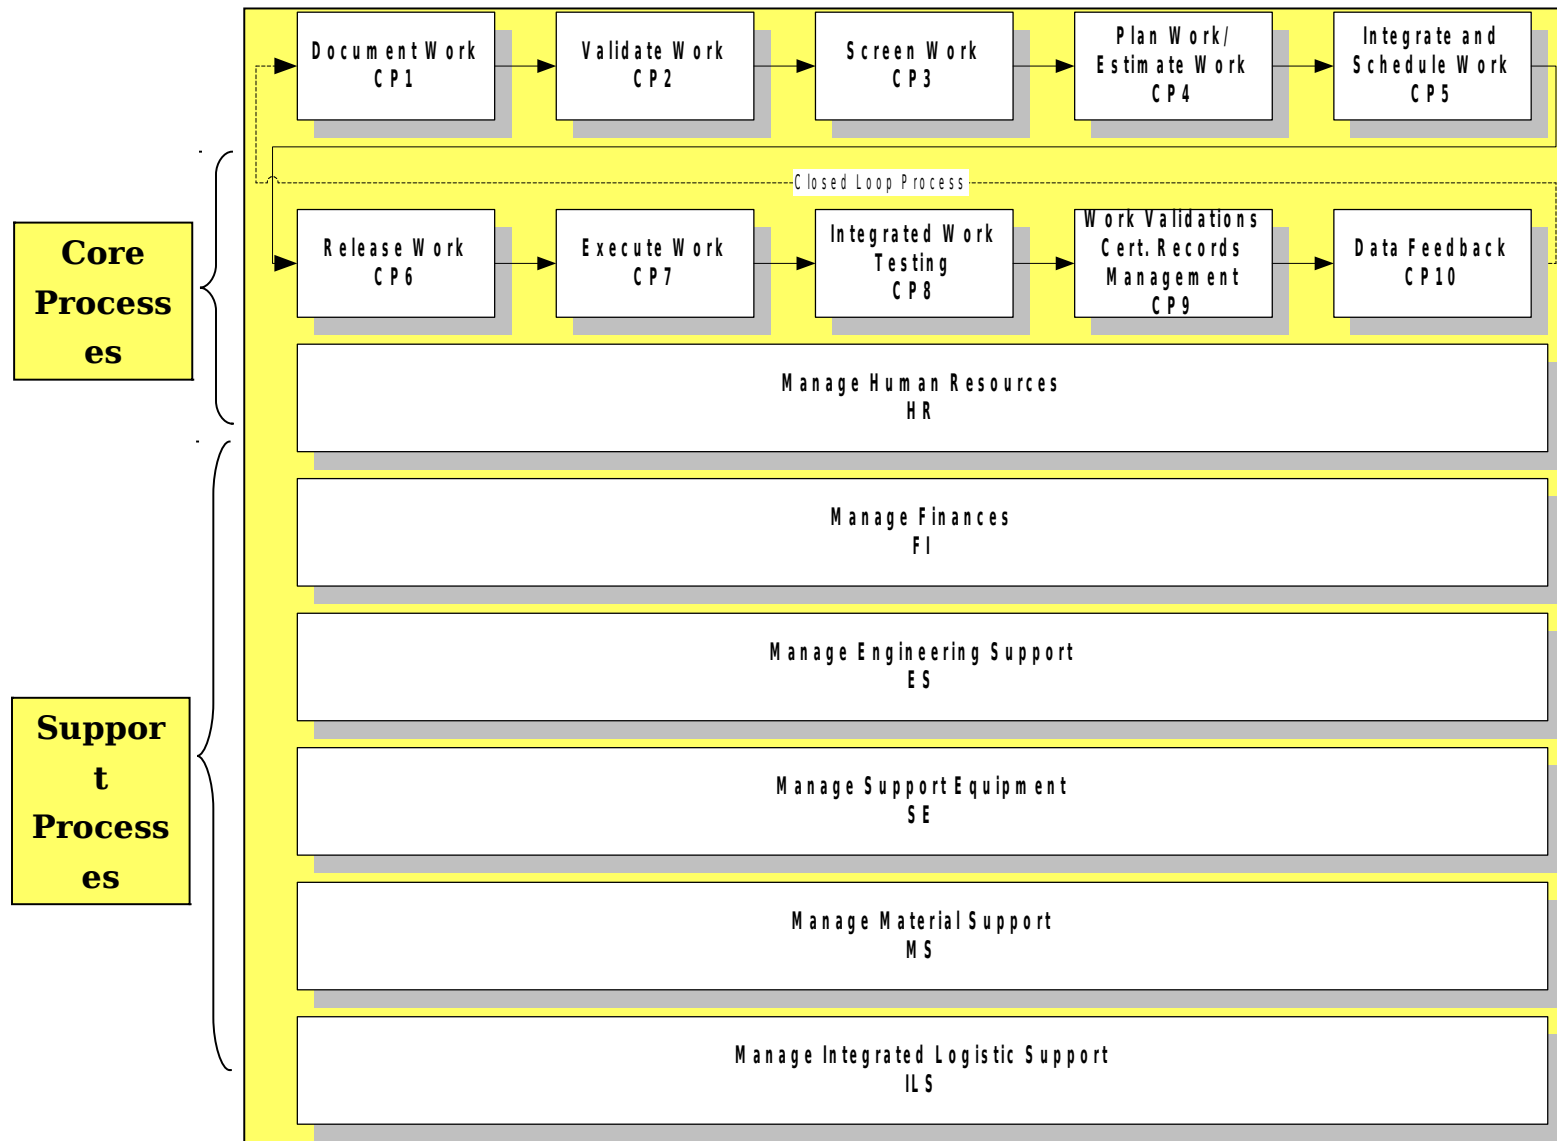 Document Work
CP1
Validate Work
CP2
Screen Work
CP3
Plan Work/
Estimate Work
CP4
Integrate and
Schedule Work
CP5
Closed Loop Process
Core
Process
es
Release Work
CP6
Execute Work
CP7
Integrated Work
Testing
CP8
Work Validations
Cert. Records
Management
CP9
Data Feedback
CP10
Manage Human Resources
HR
Manage Finances
FI
Manage Engineering Support
ES
Suppor
t
Process
es
Manage Support Equipment
SE
Manage Material Support
MS
Manage Integrated Logistic Support
ILS